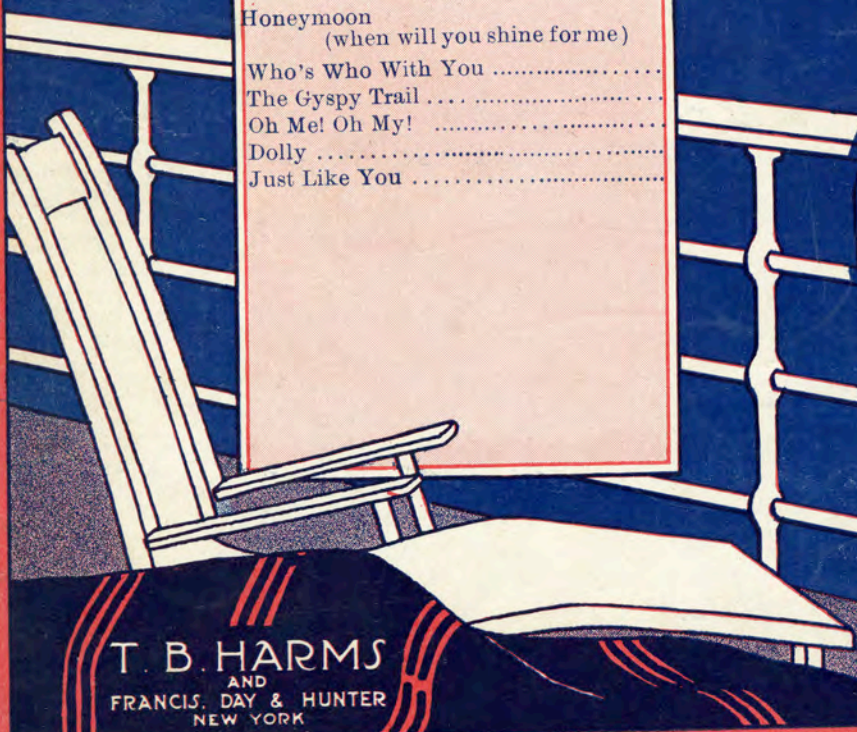 Honeymoon
(when will you shine for me)
Who's Who With You ........................
The Gyspy Trail ..............................
Oh Me! Oh My! ..............................
Dolly ..........................................
Just Like You ................................
T. B. HARMS
AND
FRANCIS, DAY & HUNTER
NEW YORK